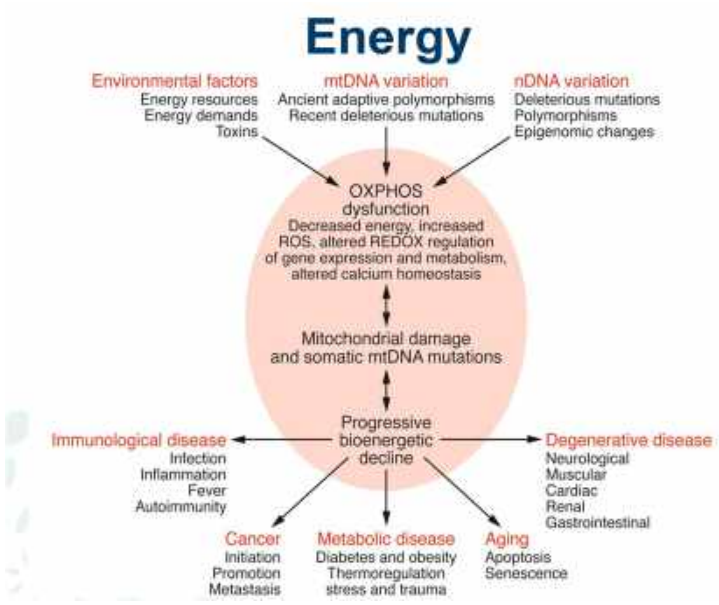 Energy
Environmental factors
Energy resources
Energy demands
Toxins
mtDNA variation
Ancient adaptive polymorphisms
Recent deleterious mutations
nDNA variation
Deleterious mutations
Polymorphisms
Epigenomic changes
OXPHOS
dysfunction
Decreased energy, increased
ROS, altered REDOX regulation
of gene expression and metabolism,
altered calcium homeostasis
Mitochondrial damage
and somatic mtDNA mutations
Progressive
bioenergetic
decline
Immunological disease
Infection
Inflammation
Fever
Autoimmunity
Degenerative disease
Neurological
Muscular
Cardiac
Renal
Gastrointestinal
Cancer
Initiation
Promotion
Metastasis
Metabolic disease
Diabetes and obesity
Thermoregulation
stress and trauma
Aging
Apoptosis
Senescence